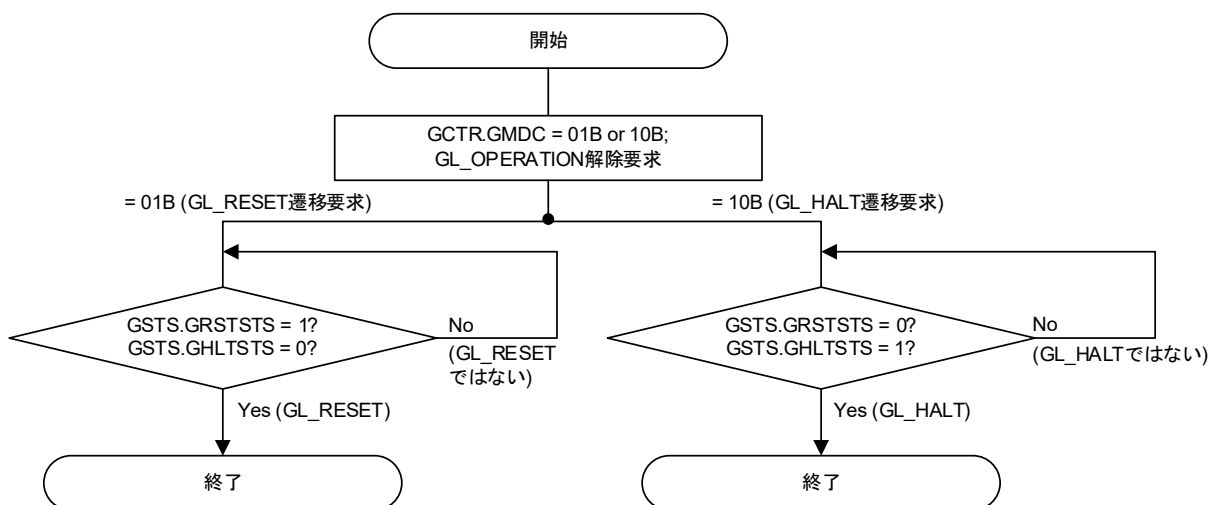 開始
GCTR.GMDC = 01B or 10B;
GL_OPERATION解除要求
= 01B (GL_RESET遷移要求)
= 10B (GL_HALT遷移要求)
GSTS.GRSTSTS = 1?
GSTS.GHLTSTS = 0?
No
(GL_RESET
ではない)
GSTS.GRSTSTS = 0?
GSTS.GHLTSTS = 1?
No
(GL_HALTではない)
Yes (GL_RESET)
Yes (GL_HALT)
終了
終了